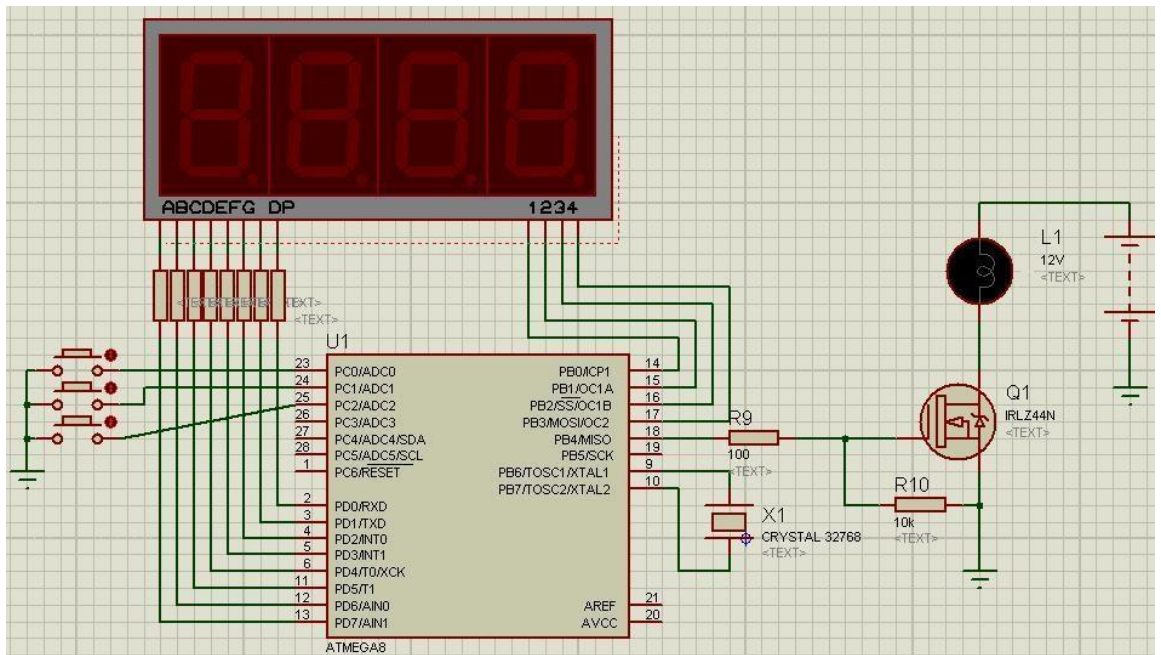 ABCDEFG DP
1234
L1
12V
<TEXT>
<TEXT>
<TEXT>
U1
23
PC0/ADC0
24
PC1/ADC1
25
PC2/ADC2
26
PC3/ADC3
27
PC4/ADC4/SDA
28
PC5/ADC5/SCL
1
PC6/RESET
2
PD0/RXD
3
PD1/TXD
4
PD2/INT0
5
PD3/INT1
6
PD4/T0/XCK
11
PD5/T1
12
PD6/AIN0
13
PD7/AIN1
PB0/ICP1
14
PB1/OC1A
15
PB2/SS/OC1B
16
PB3/MOSI/OC2
17
PB4/MISO
18
PB5/SCK
19
PB6/TOSC1/XTAL1
9
PB7/TOSC2/XTAL2
10
AREF
21
AVCC
20
ATMEGA8
R9
100
<TEXT>
Q1
IRLZ44N
<TEXT>
R10
10k
<TEXT>
X1
CRYSTAL 32768
<TEXT>